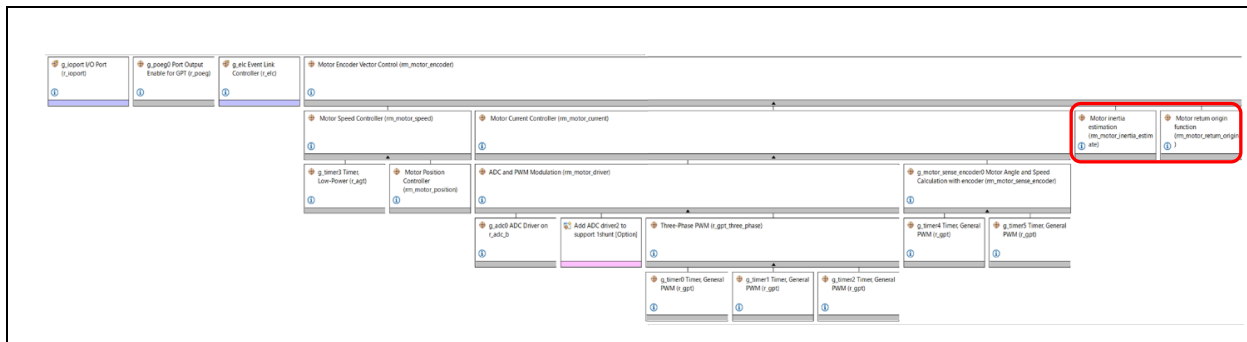 g_ioport I/O Port
(r_ioport)
g_poeg0 Port Output
Enable for GPT (r_poeg)
g_elc Event Link
Controller (r_elc)
Motor Encoder Vector Control (rm_motor_encoder)
Motor Speed Controller (rm_motor_speed)
Motor Current Controller (rm_motor_current)
Motor inertia
estimation
(rm_motor_inertia_estim
ate)
Motor return origin
function
(rm_motor_return_origin
)
g_timer3 Timer,
Low-Power (r_agt)
Motor Position
Controller
(rm_motor_position)
ADC and PWM Modulation (rm_motor_driver)
g_motor_sense_encoder0 Motor Angle and Speed
Calculation with encoder (rm_motor_sense_encoder)
g_adc0 ADC Driver on
r_adc_b
Add ADC driver2 to
support 1shunt [Option]
Three-Phase PWM (r_gpt_three_phase)
g_timer4 Timer, General
PWM (r_gpt)
g_timer5 Timer, General
PWM (r_gpt)
g_timer0 Timer, General
PWM (r_gpt)
g_timer1 Timer, General
PWM (r_gpt)
g_timer2 Timer, General
PWM (r_gpt)